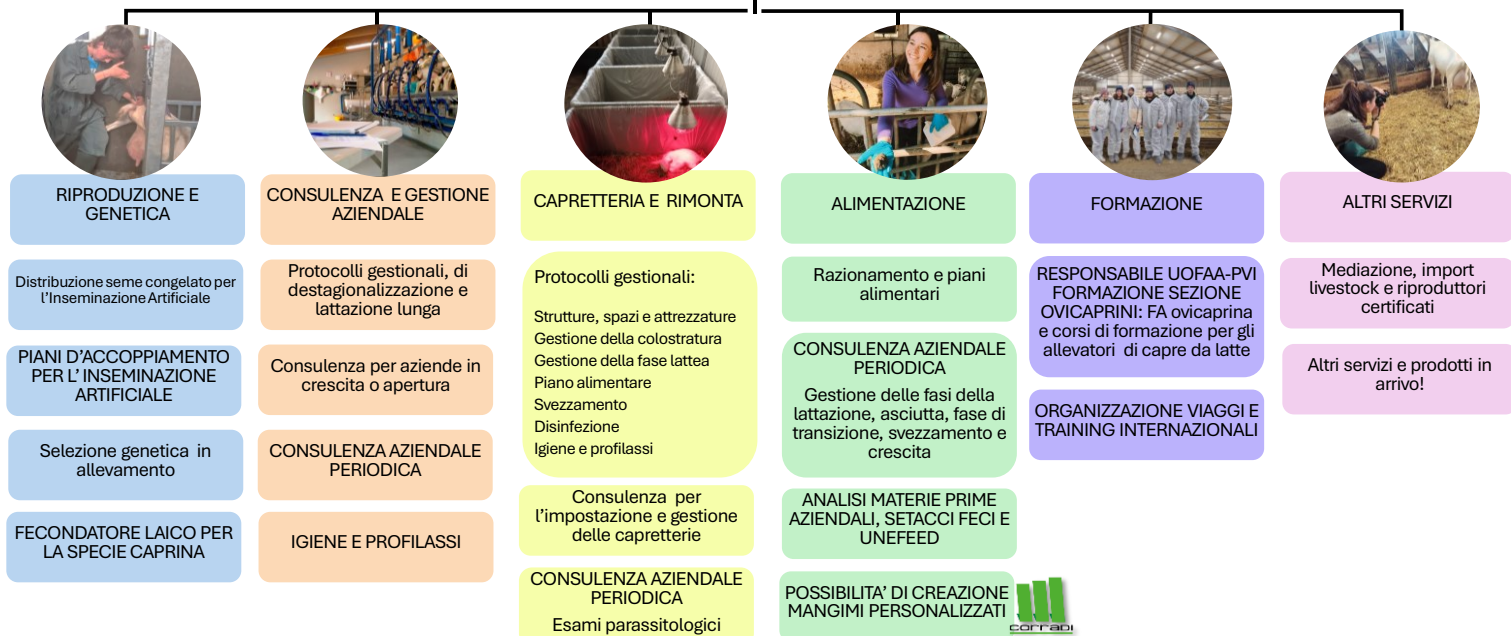 RIPRODUZIONE E
GENETICA
Distribuzione seme congelato per
l'Inseminazione Artificiale
PIANI D'ACCOPPIAMENTO
PER L' INSEMINAZIONE
ARTIFICIALE
Selezione genetica in
allevamento
FECONDATORE LAICO PER
LA SPECIE CAPRINA
CONSULENZA E GESTIONE
AZIENDALE
Protocolli gestionali, di
destagionalizzazione e
lattazione lunga
Consulenza per aziende in
crescita o apertura
CONSULENZA AZIENDALE
PERIODICA
IGIENE E PROFILASSI
CAPRETTERIA E RIMONTA
Protocolli gestionali:
Strutture, spazi e attrezzature
Gestione della colostratura
Gestione della fase lattea
Piano alimentare
Svezzamento
Disinfezione
Igiene e profilassi
Consulenza per
l'impostazione e gestione
delle capretterie
CONSULENZA AZIENDALE
PERIODICA
Esami parassitologici
ALIMENTAZIONE
Razionamento e piani
alimentari
CONSULENZA AZIENDALE
PERIODICA
Gestione delle fasi della
lattazione, asciutta, fase di
transizione, svezzamento e
crescita
ANALISI MATERIE PRIME
AZIENDALI, SETACCI FECI E
UNEFEED
POSSIBILITA' DI CREAZIONE
MANGIMI PERSONALIZZATI
corradi
FORMAZIONE
RESPONSABILE UOFAA-PVI
FORMAZIONE SEZIONE
OVICAPRINI: FA ovicaprina
e corsi di formazione per gli
allevatori di capre da latte
ORGANIZZAZIONE VIAGGI E
TRAINING INTERNAZIONALI
ALTRI SERVIZI
Mediazione, import
livestock e riproduttori
certificati
Altri servizi e prodotti in
arrivo!